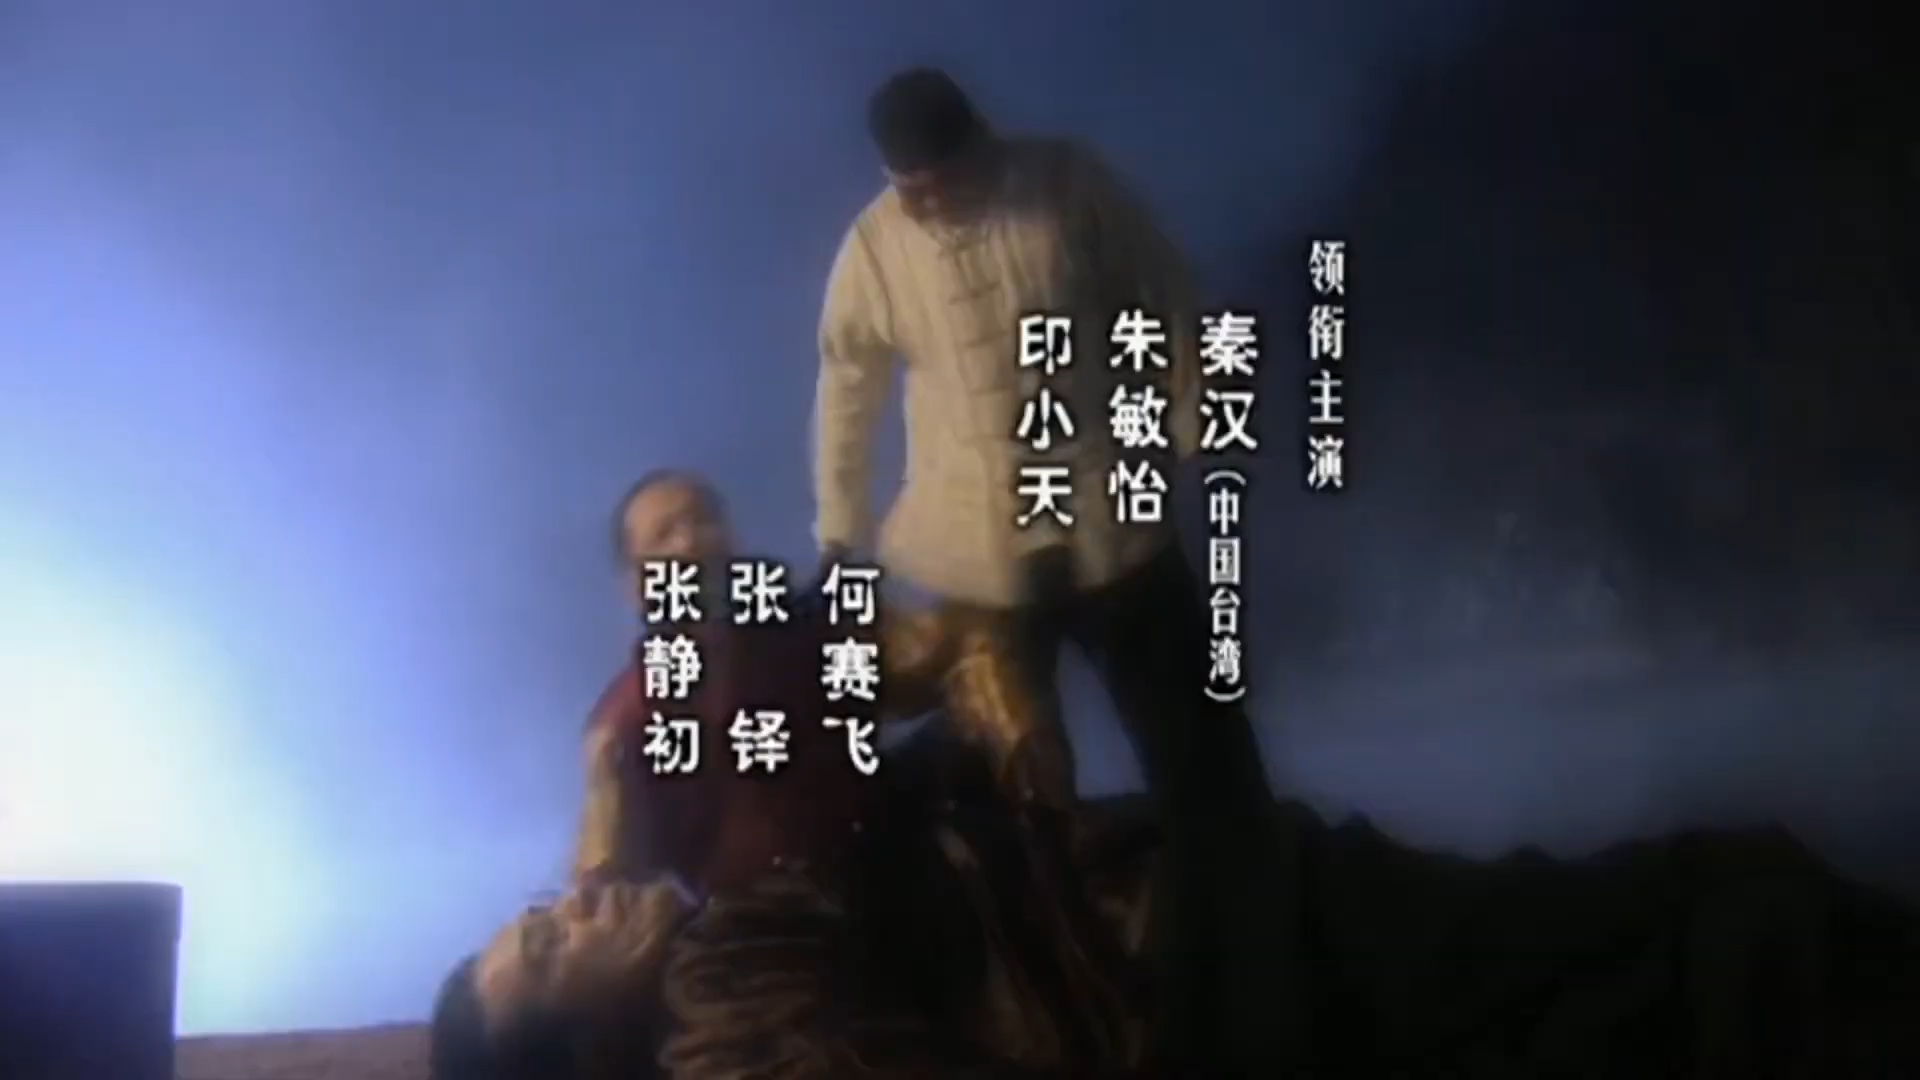 领衔主演
秦汉(中国台湾)
朱敏怡
印小天
何赛飞
张铎
张静初